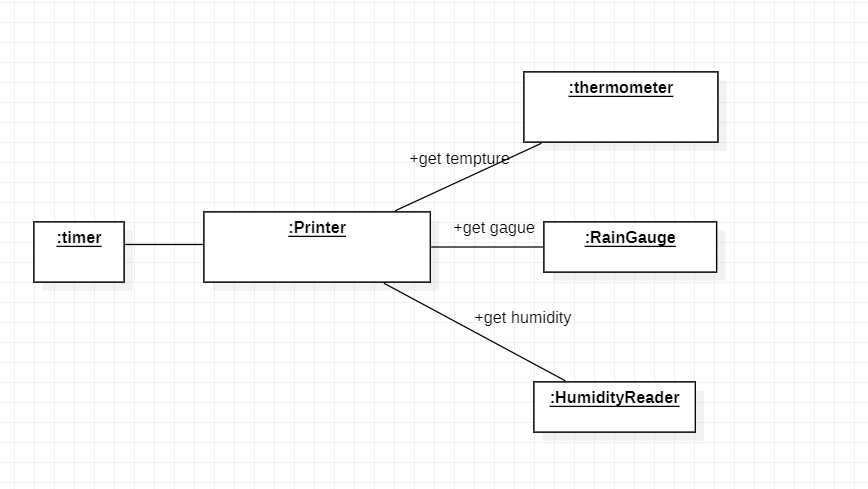 :thermometer
+get tempture
:timer
:Printer
+get gague
:RainGauge
+get humidity
:HumidityReader